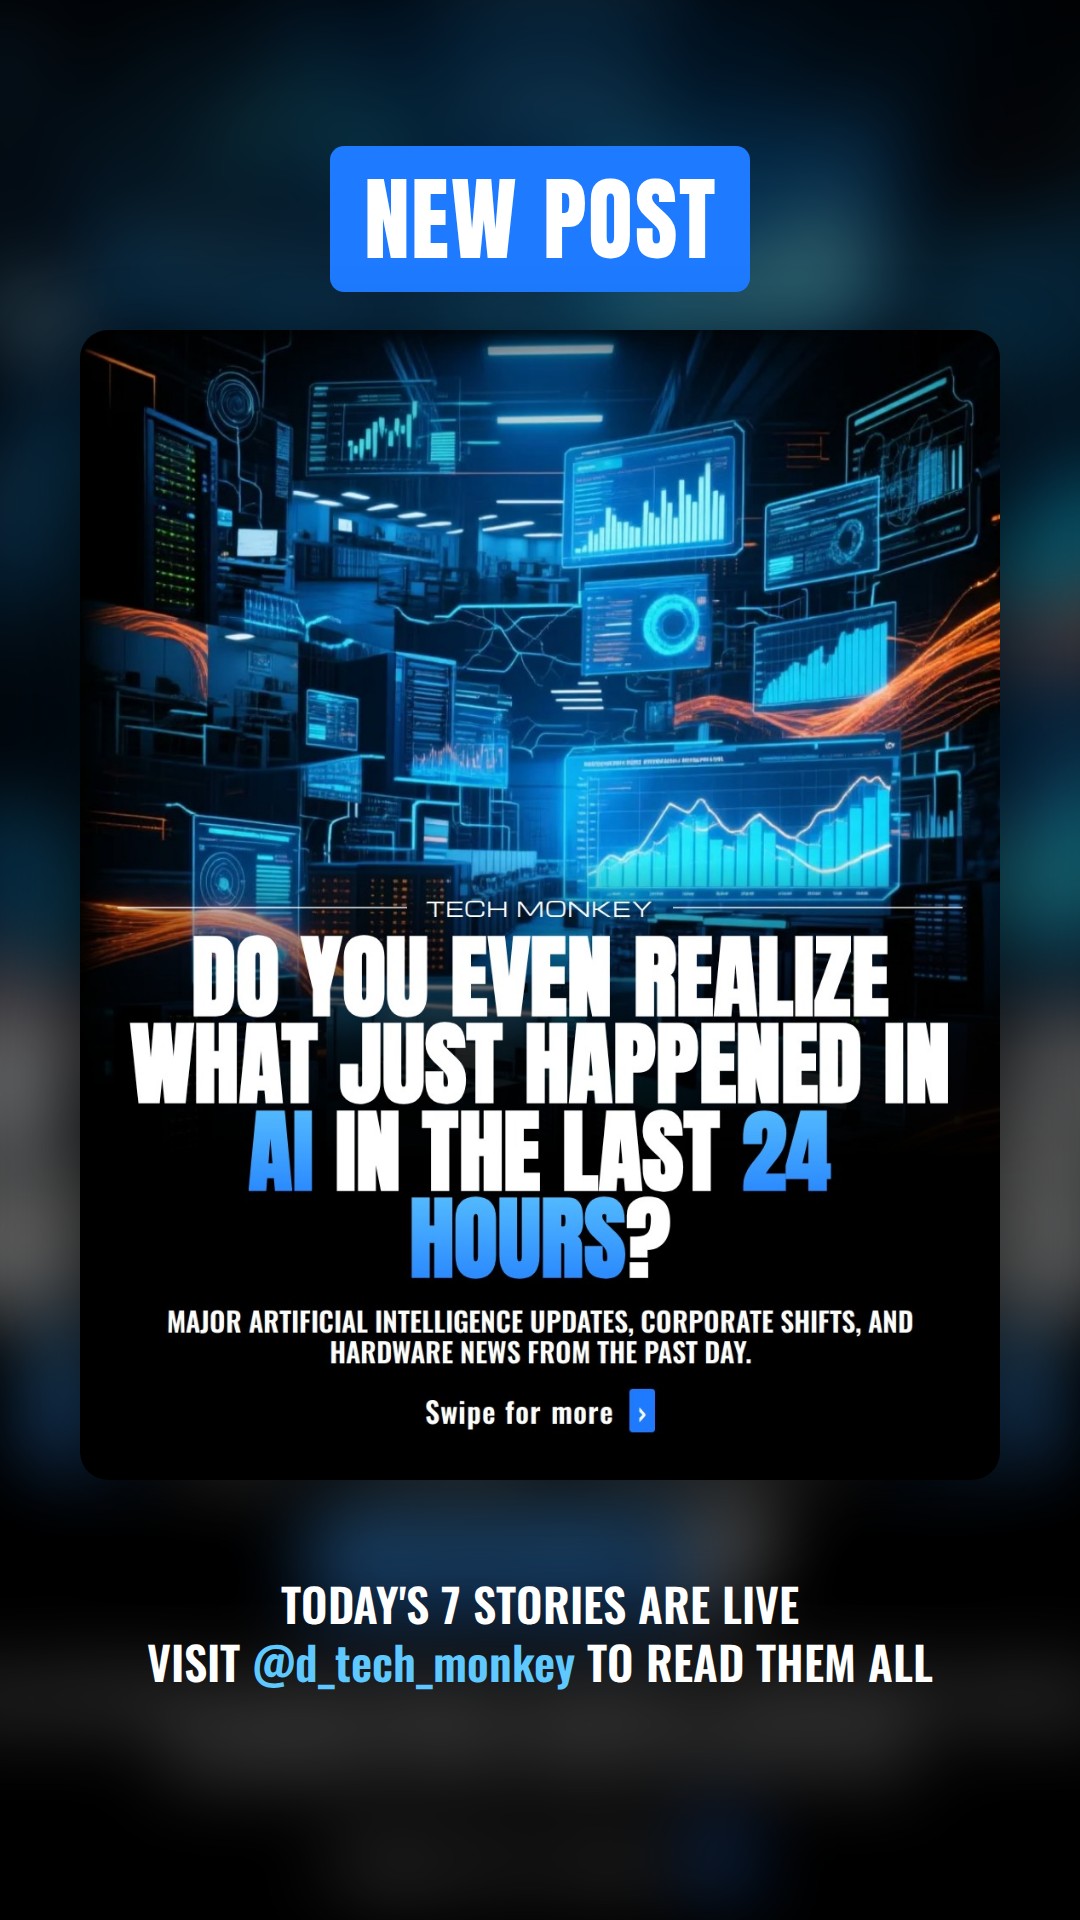 NEW POST
TECH MONKEY
DO YOU EVEN REALIZE
WHAT JUST HAPPENED IN
AI IN THE LAST 24
HOURS?
MAJOR ARTIFICIAL INTELLIGENCE UPDATES, CORPORATE SHIFTS, AND
HARDWARE NEWS FROM THE PAST DAY.
Swipe for more ›
TODAY'S 7 STORIES ARE LIVE
VISIT @d_tech_monkey TO READ THEM ALL